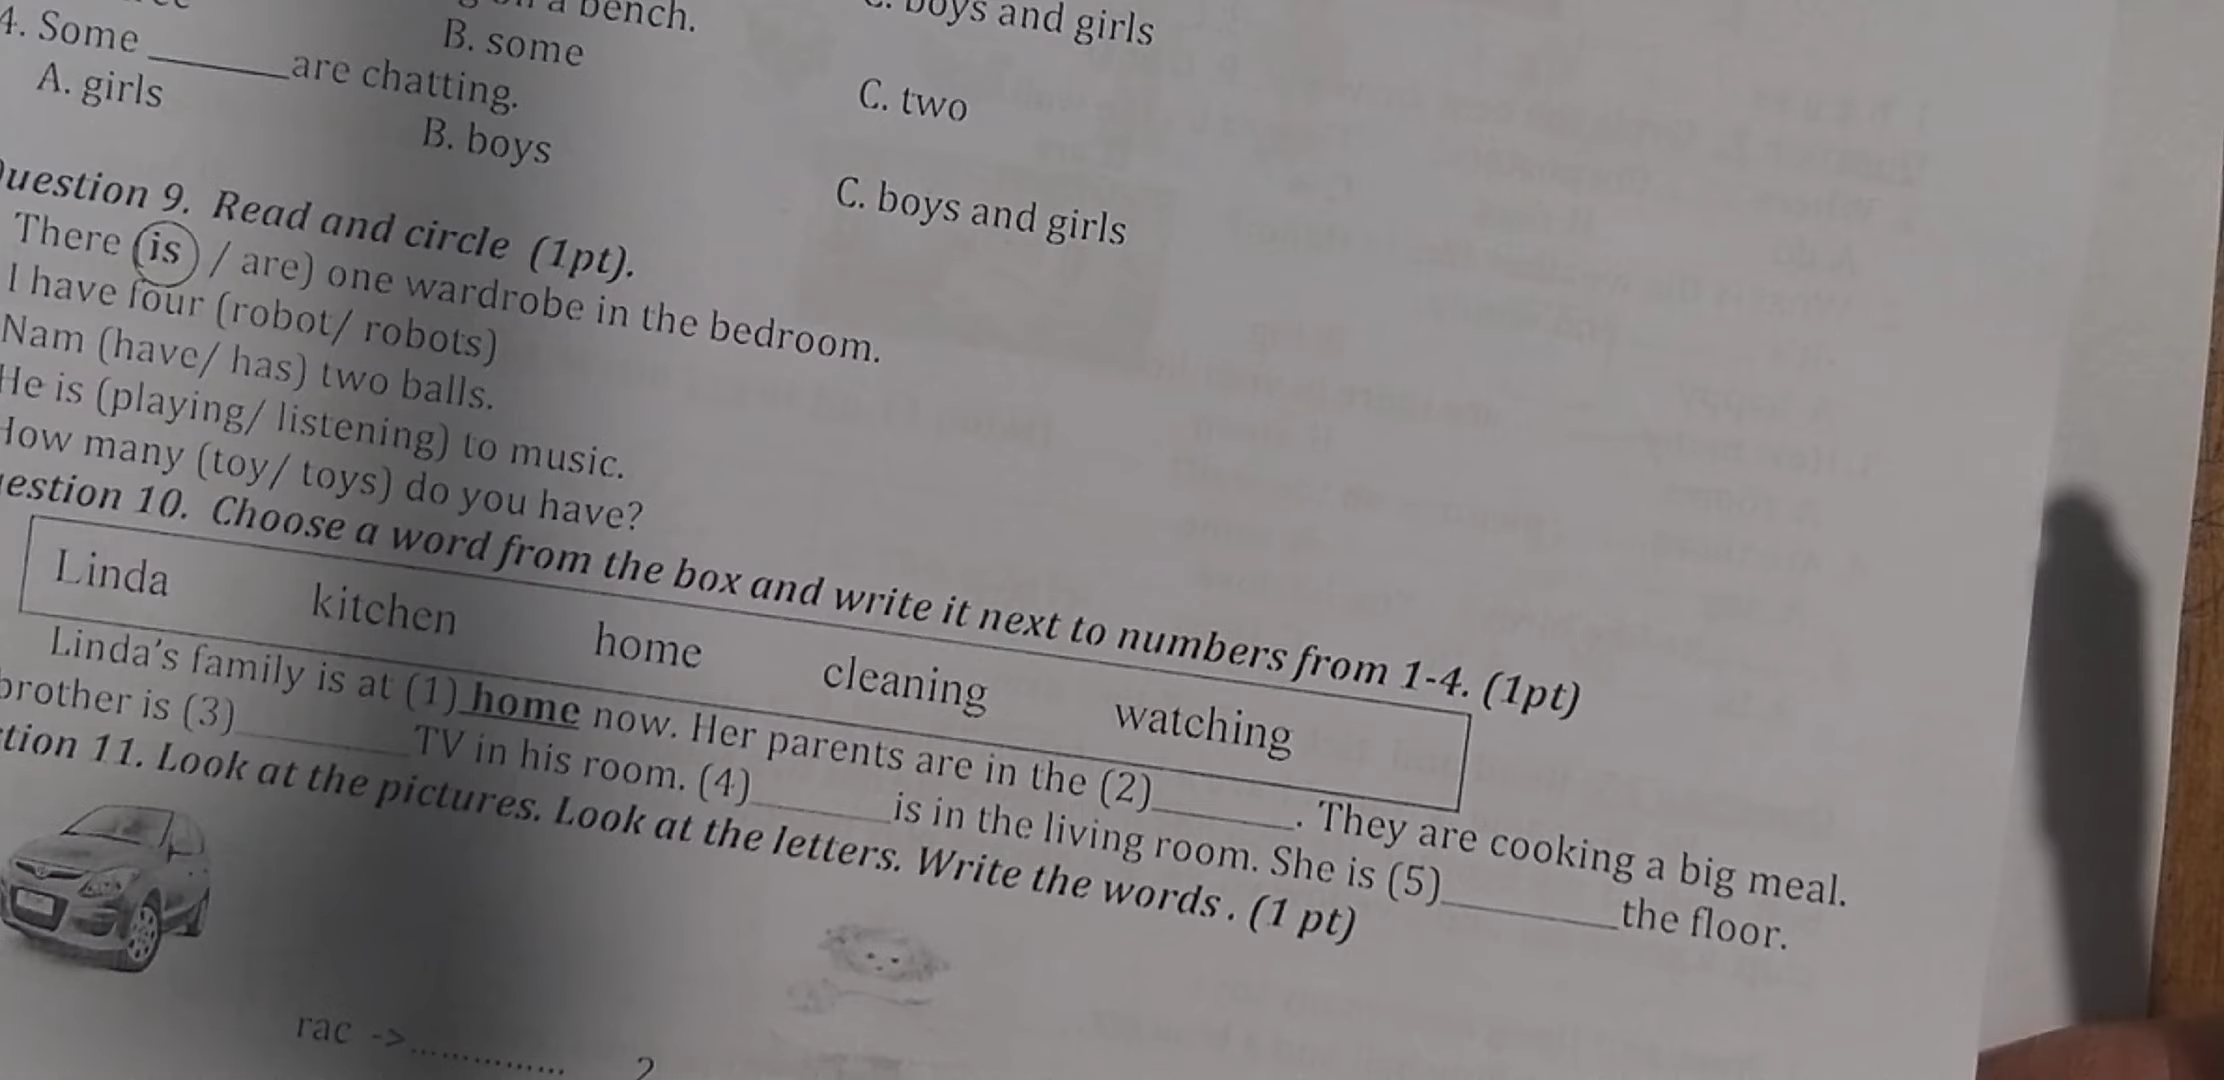 a bench.
boys and girls
B. some
4. Some ______ are chatting.
C. two
A. girls
B. boys
C. boys and girls
uestion 9. Read and circle (1pt).
There (is / are) one wardrobe in the bedroom.
I have four (robot/ robots)
Nam (have/ has) two balls.
He is (playing/ listening) to music.
How many (toy/ toys) do you have?
estion 10. Choose a word from the box and write it next to numbers from 1-4. (1pt)
Linda kitchen home cleaning watching
Linda's family is at (1) home now. Her parents are in the (2)______. They are cooking a big meal.
brother is (3)______ TV in his room. (4)______ is in the living room. She is (5)______ the floor.
tion 11. Look at the pictures. Look at the letters. Write the words. (1 pt)
rac ->...............
2